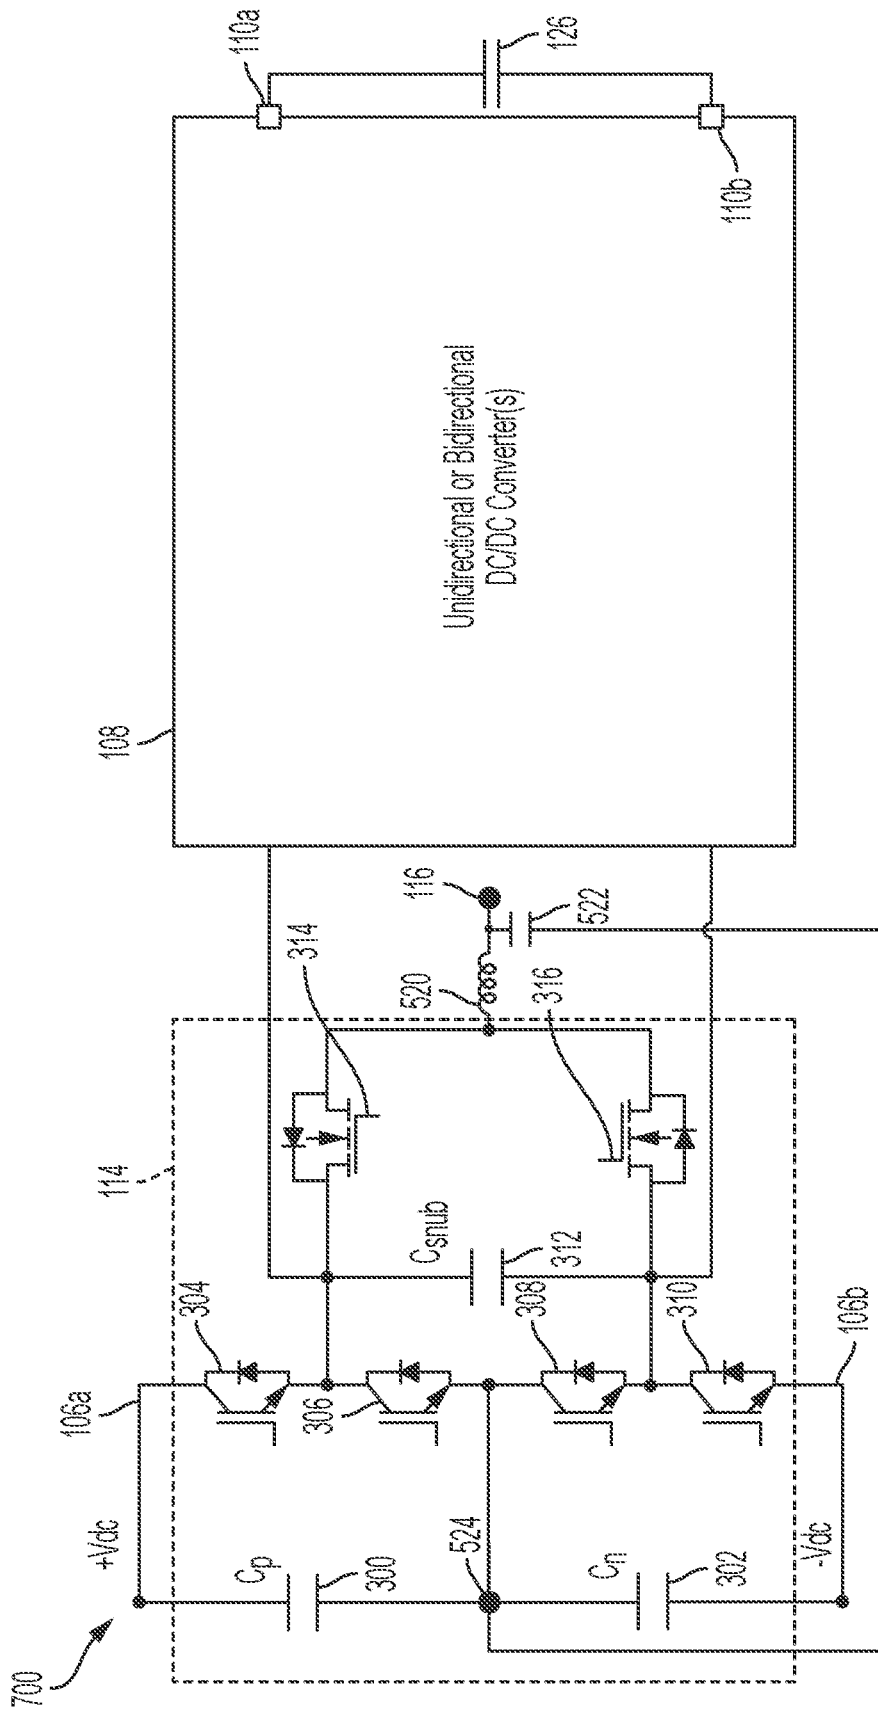 700
+Vdc
106a
Cp
300
524
Cn
302
-Vdc
304
306
308
310
106b
114
Csnub
312
314
316
520
116
522
108
Unidirectional or Bidirectional
DC/DC Converter(s)
110a
126
110b